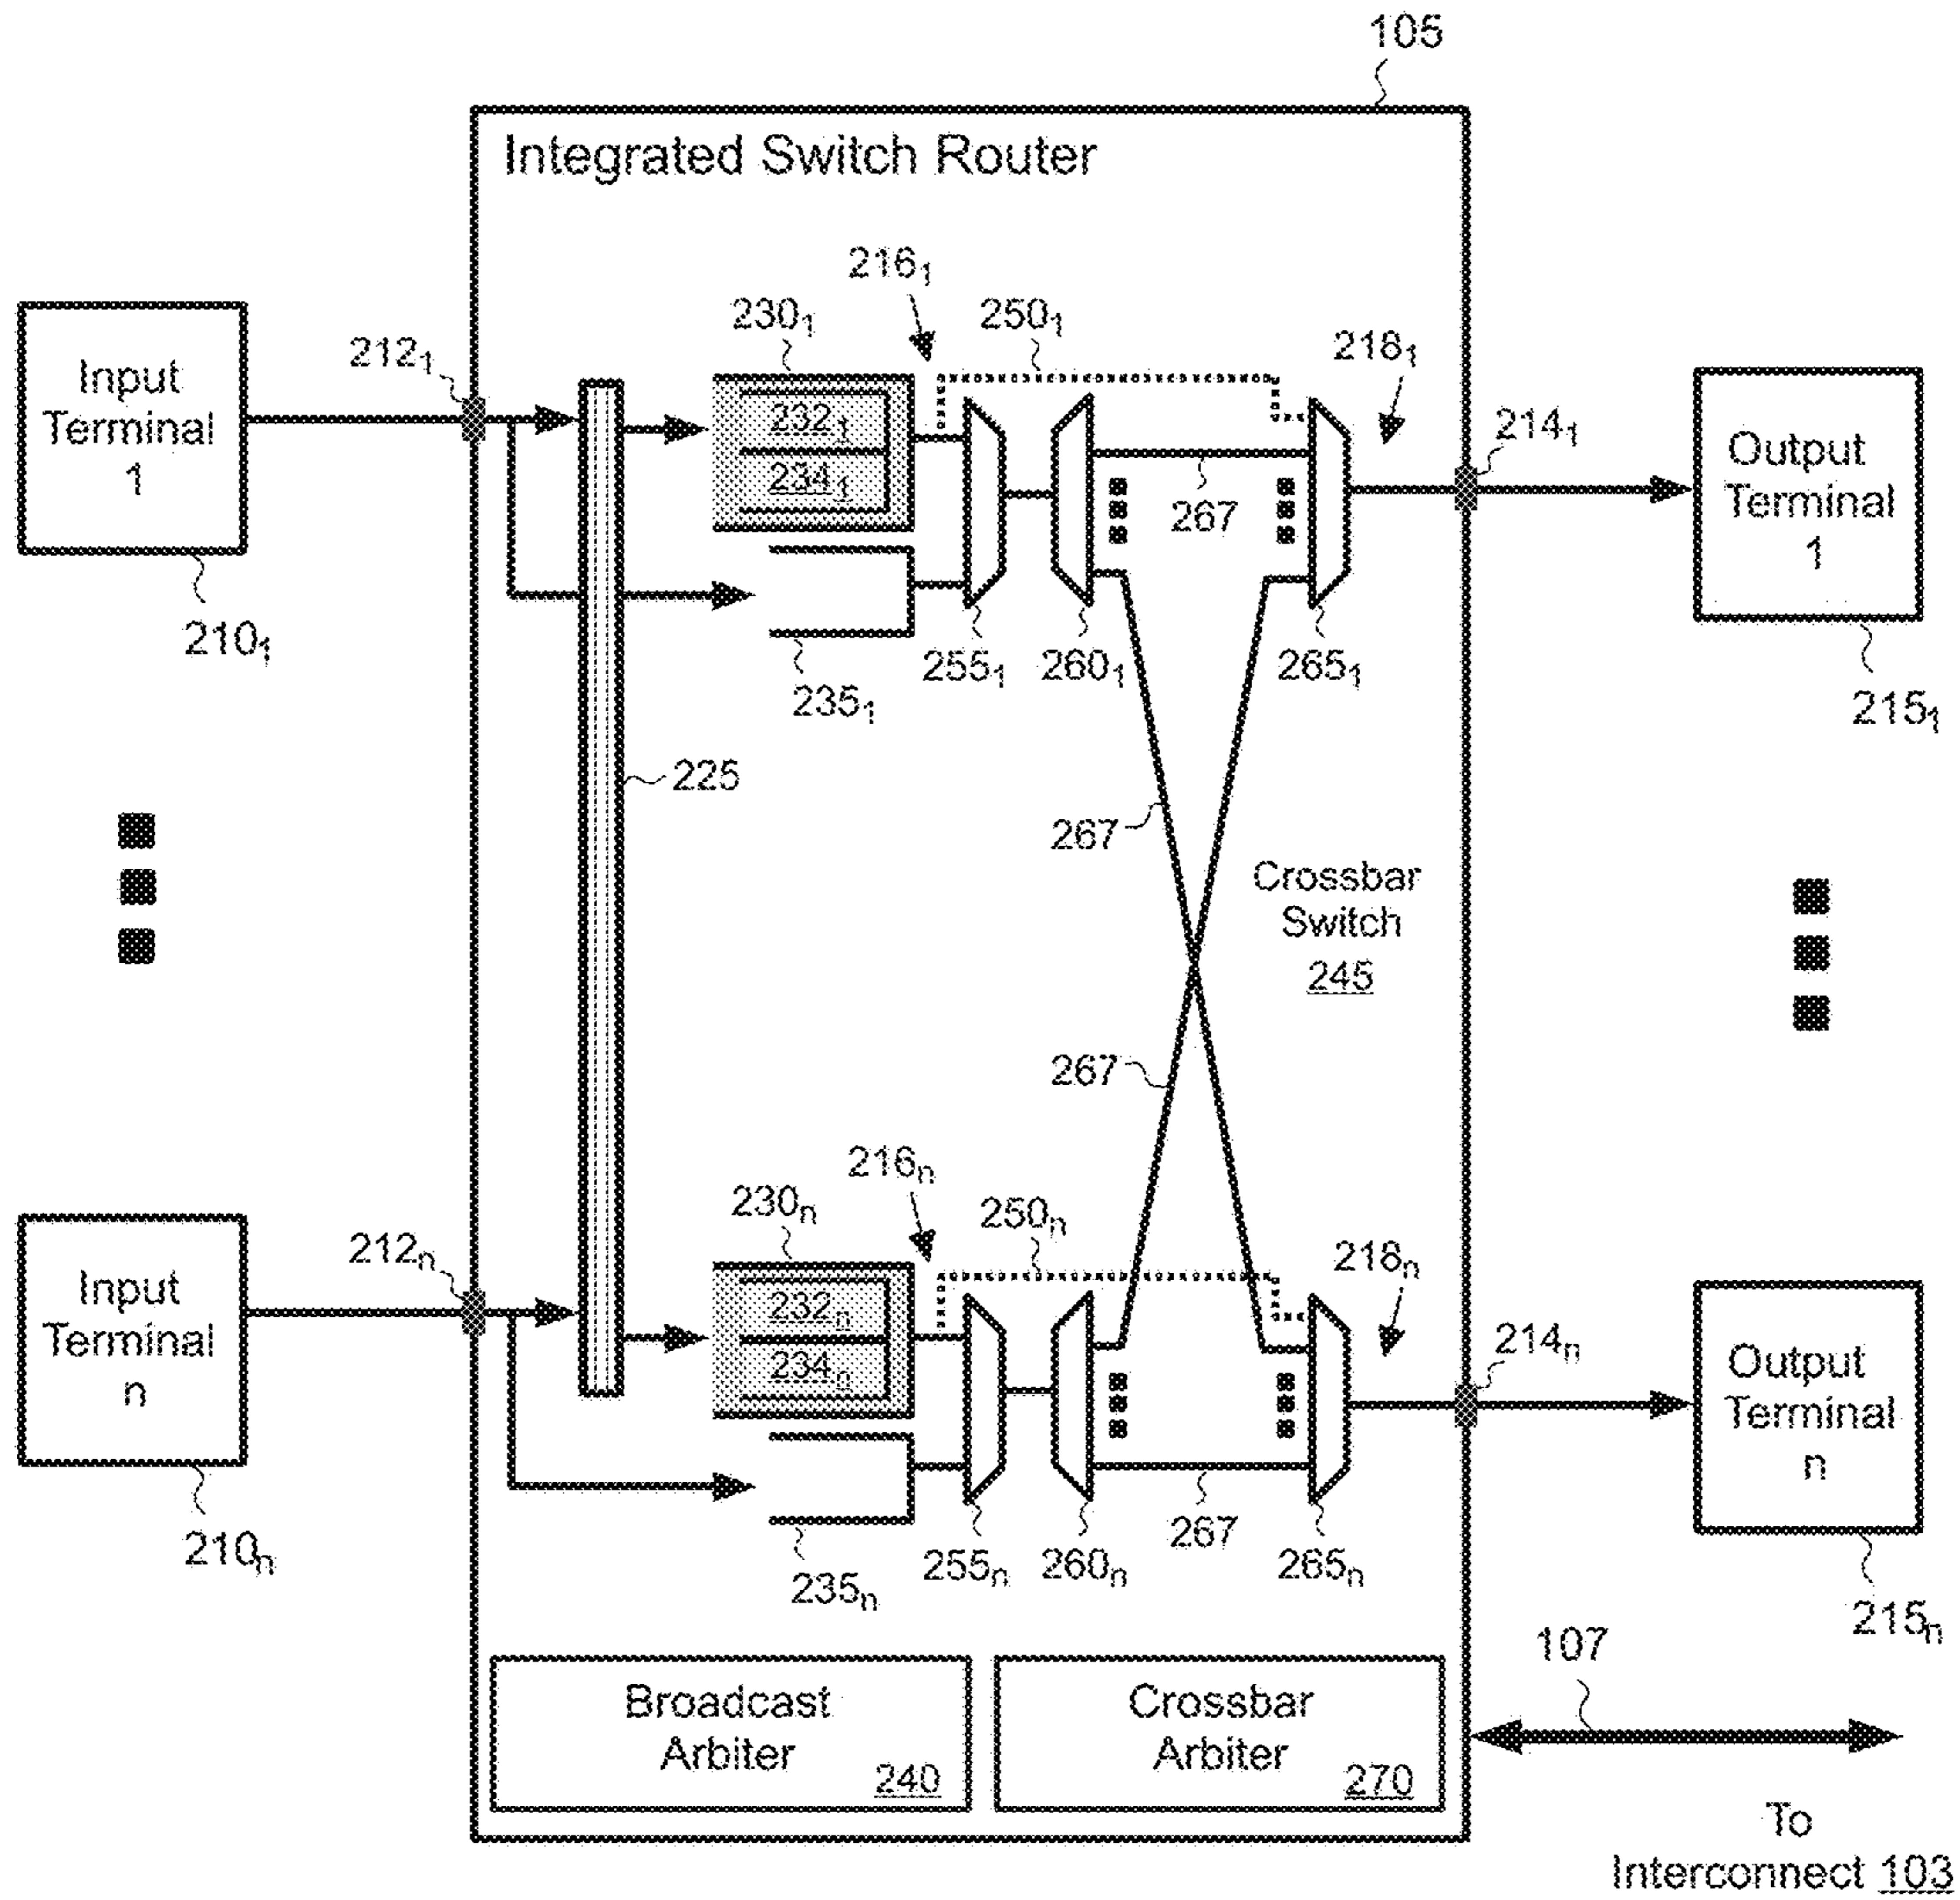 105
Integrated Switch Router
Input
Terminal
1
210₁
212₁
216₁
230₁
232₁
234₁
250₁
218₁
267
214₁
Output
Terminal
1
215₁
235₁
255₁
260₁
265₁
225
267
Crossbar
Switch
245
267
Input
Terminal
n
210ₙ
212ₙ
216ₙ
230ₙ
232ₙ
234ₙ
250ₙ
218ₙ
267
214ₙ
Output
Terminal
n
215ₙ
235ₙ
255ₙ
260ₙ
265ₙ
Broadcast
Arbiter
240
Crossbar
Arbiter
270
107
To
Interconnect 103